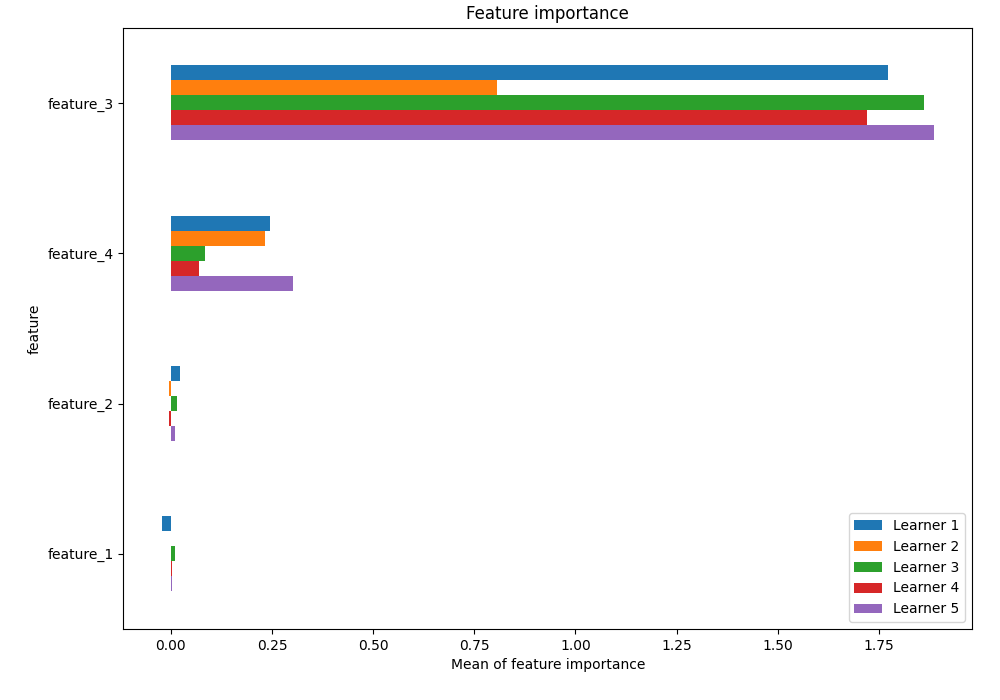 Feature importance
feature_3
feature_4
feature_2
feature_1
feature
0.00 0.25 0.50 0.75 1.00 1.25 1.50 1.75
Mean of feature importance
Learner 1
Learner 2
Learner 3
Learner 4
Learner 5